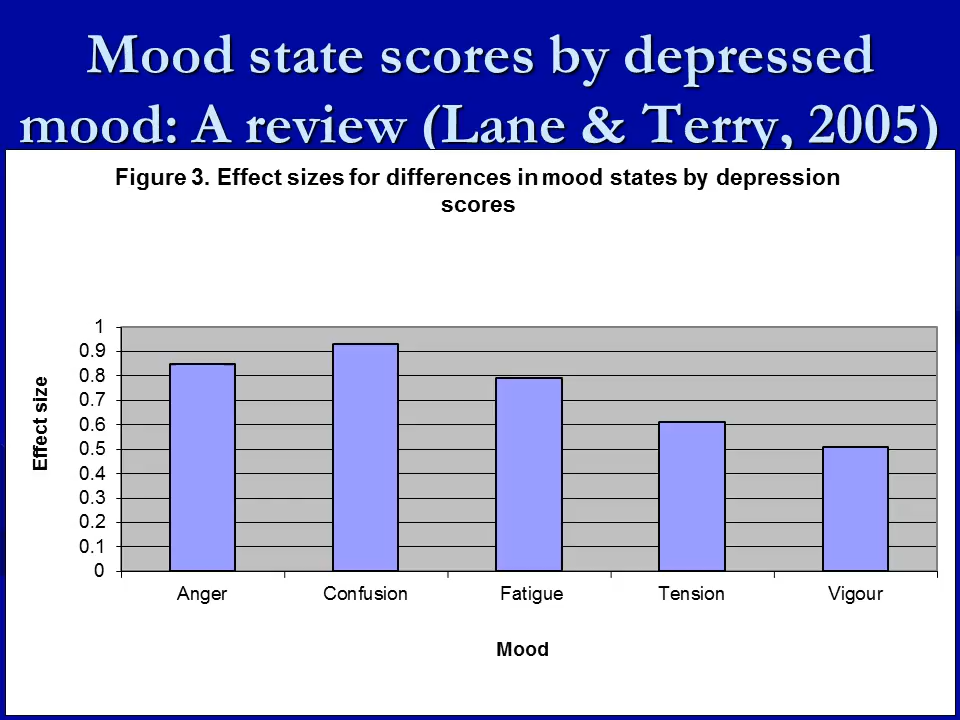 Mood state scores by depressed
mood: A review (Lane & Terry, 2005)
Figure 3. Effect sizes for differences in mood states by depression
scores
Effect size
1
0.9
0.8
0.7
0.6
0.5
0.4
0.3
0.2
0.1
0
Anger Confusion Fatigue Tension Vigour
Mood